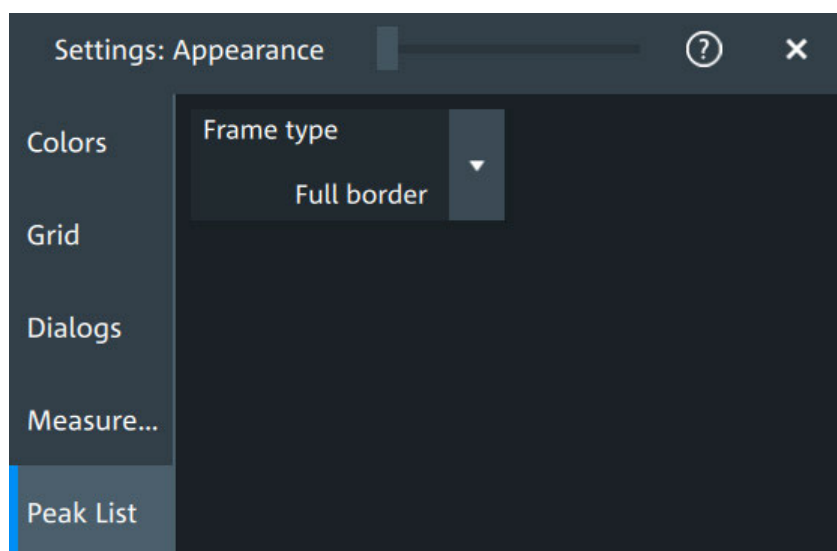 Settings: Appearance
?
Colors
Frame type
Full border
Grid
Dialogs
Measure...
Peak List